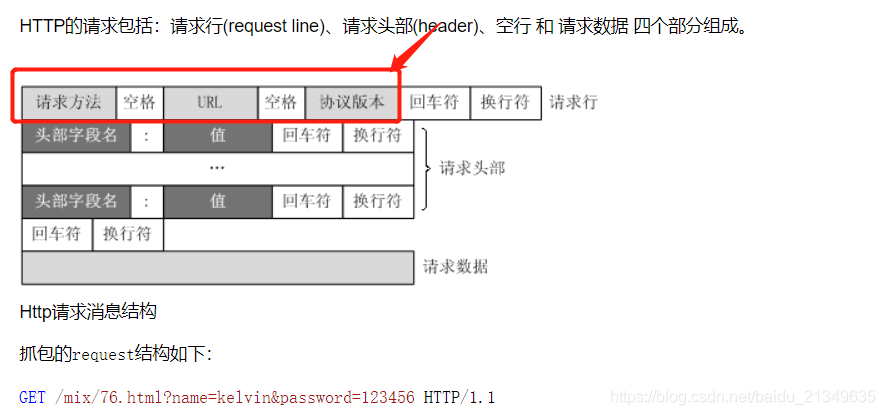 HTTP的请求包括：请求行(request line)、请求头部(header)、空行 和 请求数据 四个部分组成。
请求方法 空格 URL 空格 协议版本 回车符 换行符 请求行
头部字段名 : 值 回车符 换行符
... 请求头部
头部字段名 : 值 回车符 换行符
回车符 换行符
请求数据
Http请求消息结构
抓包的request结构如下：
GET /mix/76.html?name=kelvin&password=123456 HTTP/1.1
https://blog.csdn.net/baidu_21349635